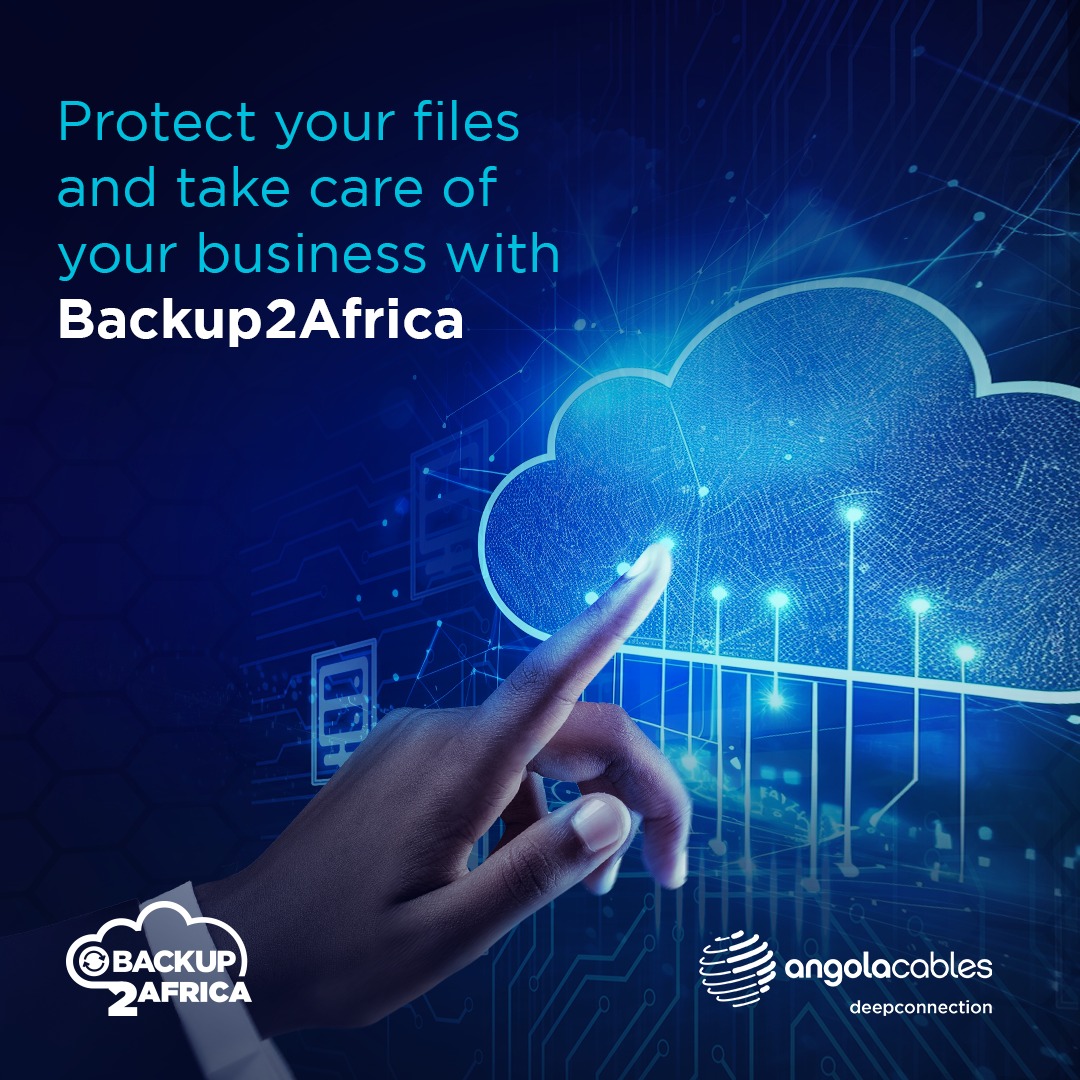 Protect your files
and take care of
your business with
Backup2Africa
BACKUP
2AFRICA
angolacables
deepconnection